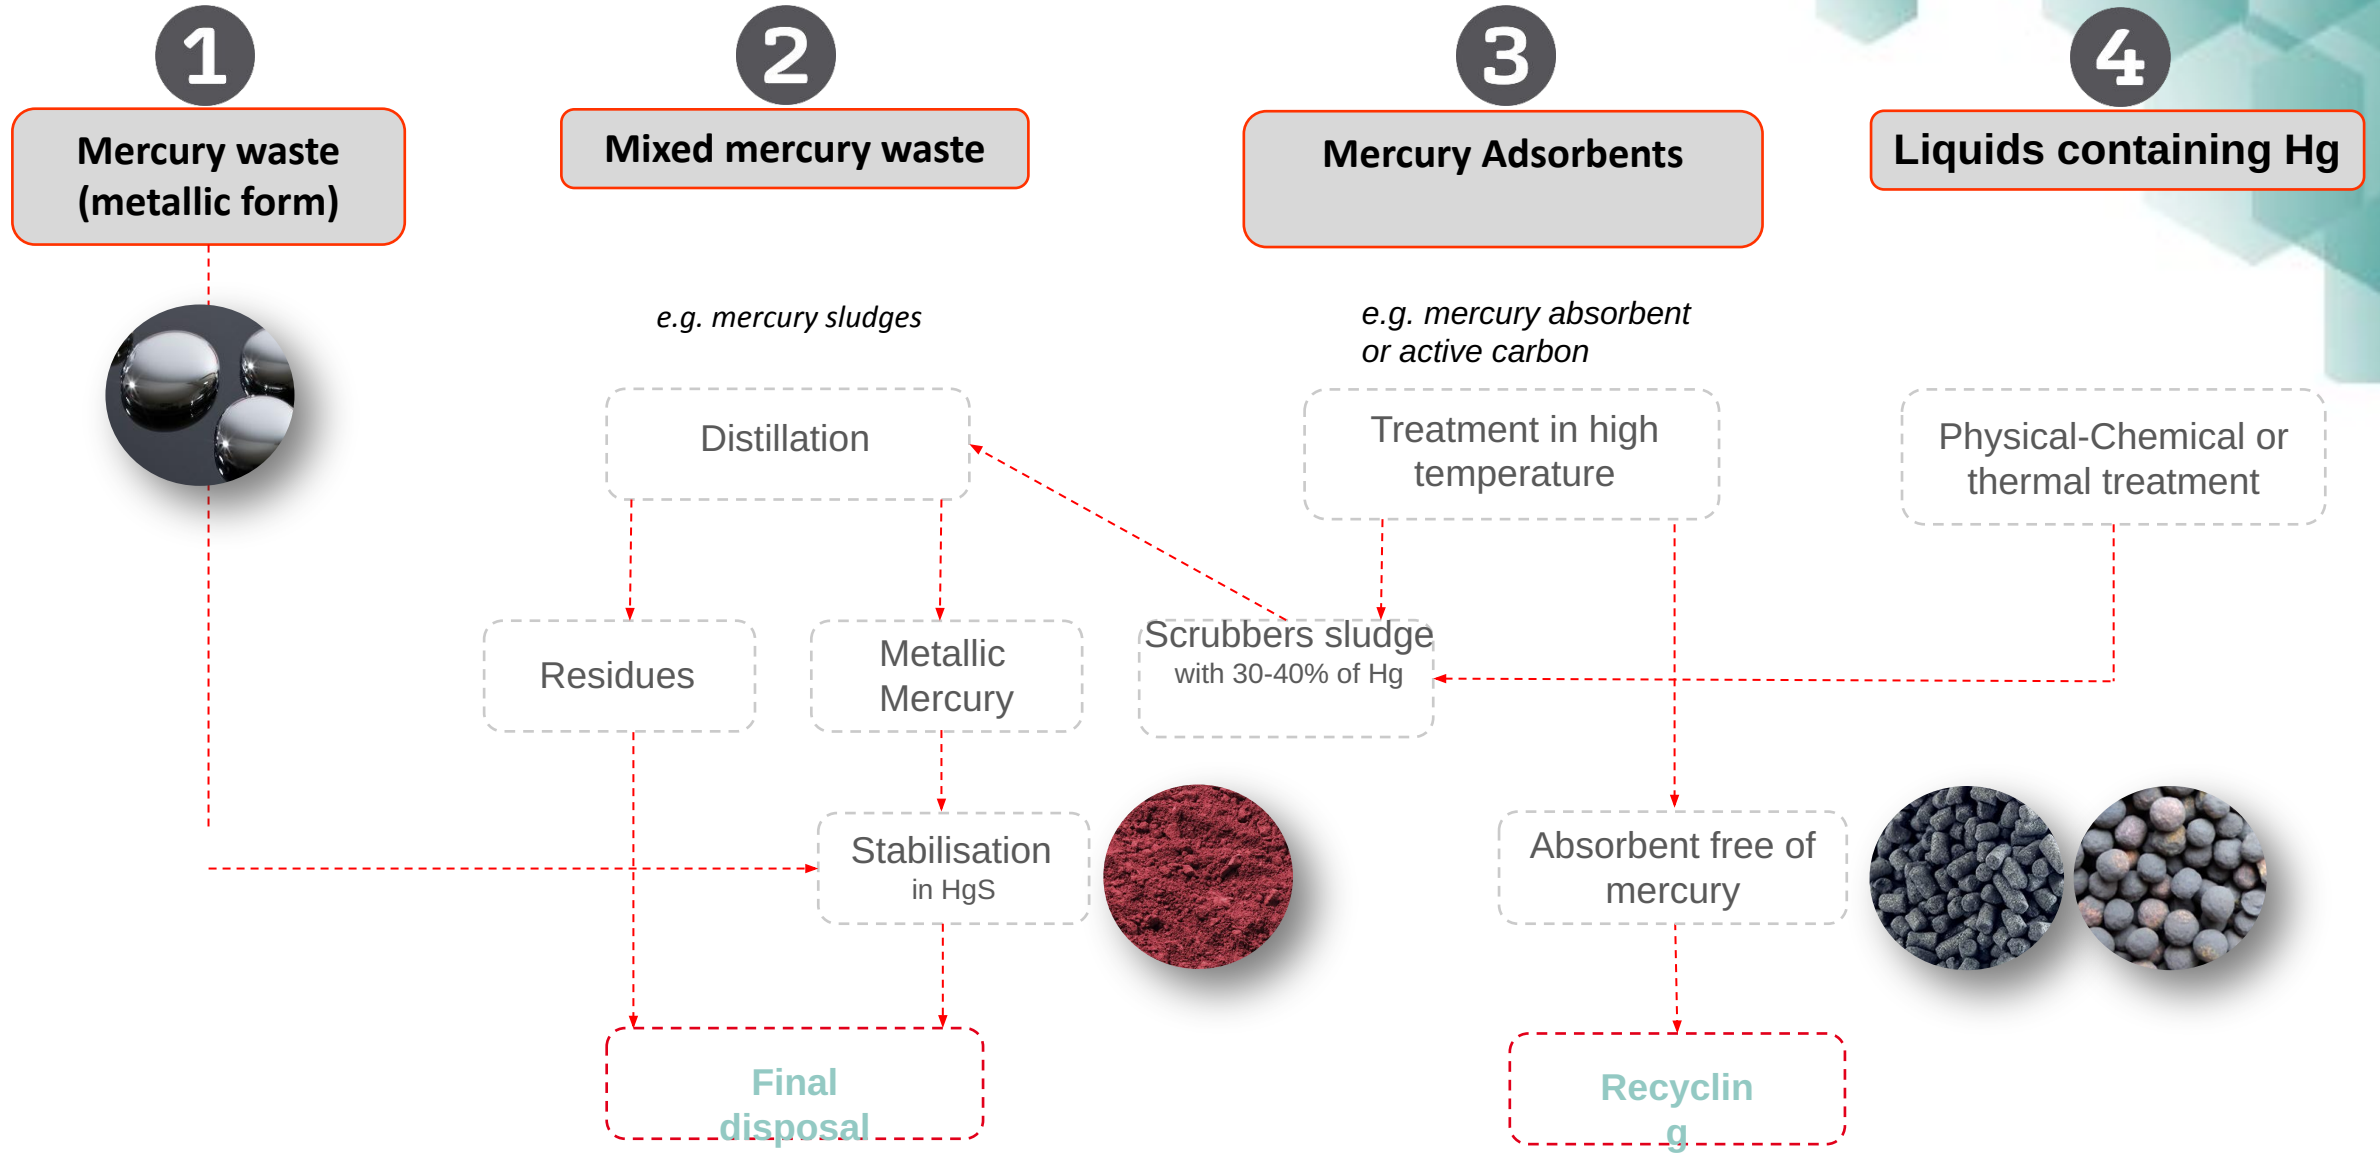 1
Mercury waste
(metallic form)
2
Mixed mercury waste
3
Mercury Adsorbents
4
Liquids containing Hg
e.g. mercury sludges
e.g. mercury absorbent
or active carbon
Distillation
Treatment in high
temperature
Physical-Chemical or
thermal treatment
Residues
Metallic
Mercury
Scrubbers sludge
with 30-40% of Hg
Stabilisation
in HgS
Absorbent free of
mercury
Final
disposal
Recyclin
g